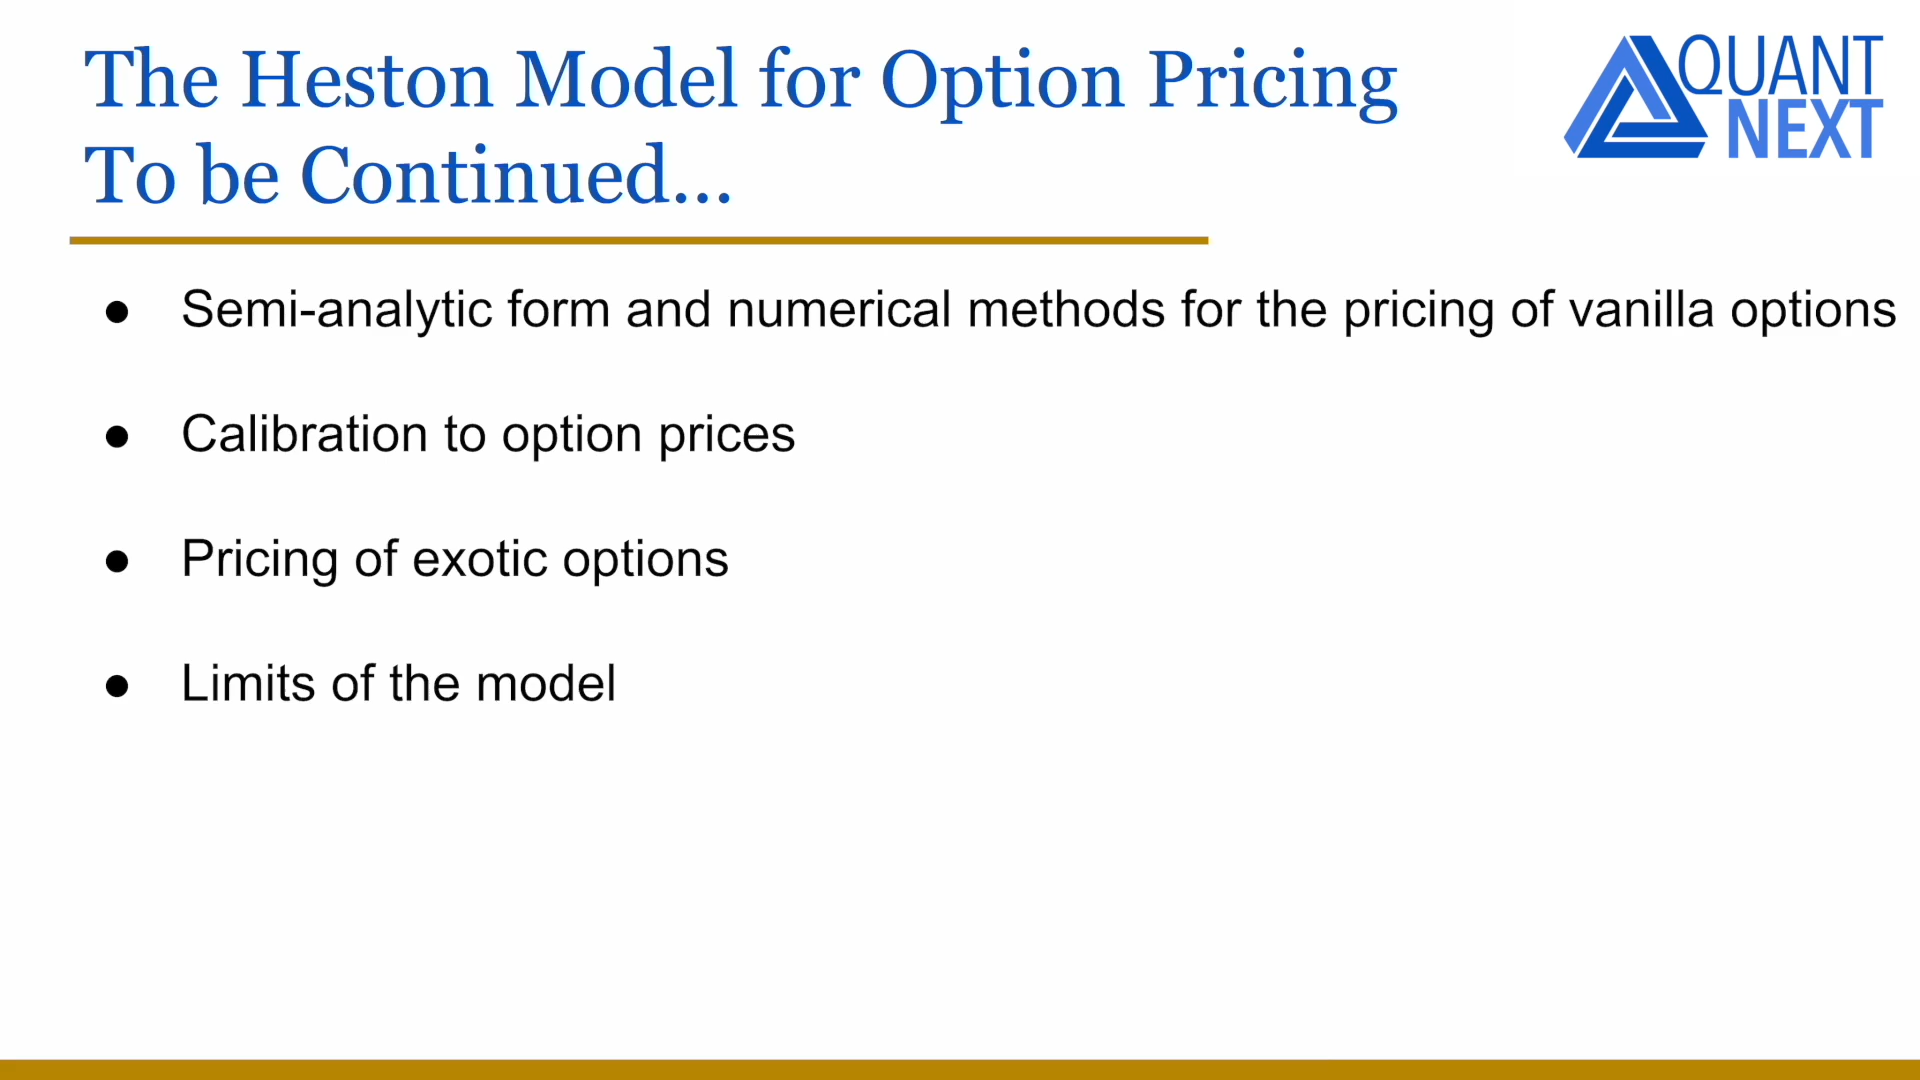 The Heston Model for Option Pricing
To be Continued...
QUANT
NEXT
● Semi-analytic form and numerical methods for the pricing of vanilla options
● Calibration to option prices
● Pricing of exotic options
● Limits of the model